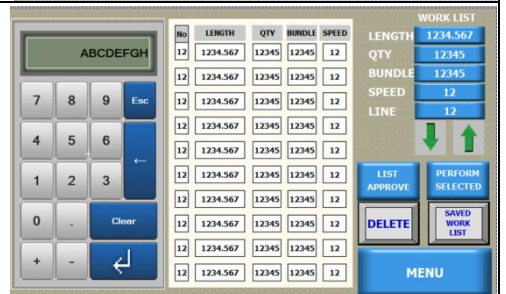 ABCDEFGH
7 8 9 Esc
4 5 6
←
1 2 3
0 . Clear
+ -
No LENGTH QTY BUNDLE SPEED
12 1234.567 12345 12345 12
12 1234.567 12345 12345 12
12 1234.567 12345 12345 12
12 1234.567 12345 12345 12
12 1234.567 12345 12345 12
12 1234.567 12345 12345 12
12 1234.567 12345 12345 12
12 1234.567 12345 12345 12
12 1234.567 12345 12345 12
12 1234.567 12345 12345 12
WORK LIST
LENGTH 1234.567
QTY 12345
BUNDLE 12345
SPEED 12
LINE 12
LIST
APPROVE
PERFORM
SELECTED
DELETE
SAVED
WORK
LIST
MENU